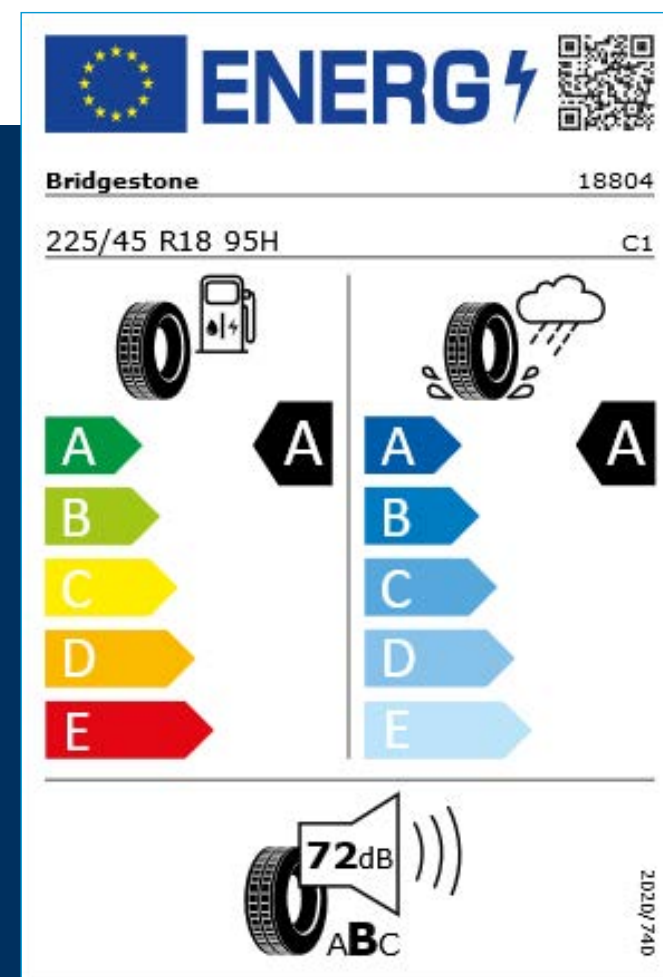 ENERG
Bridgestone 18804
225/45 R18 95H C1
A A A A
B B
C C
D D
E E
72dB
ABC
2020/740